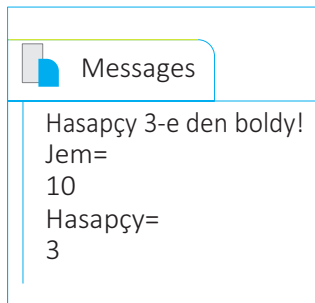 Messages
Hasapçy 3-e den boldy!
Jem=
10
Hasapçy=
3